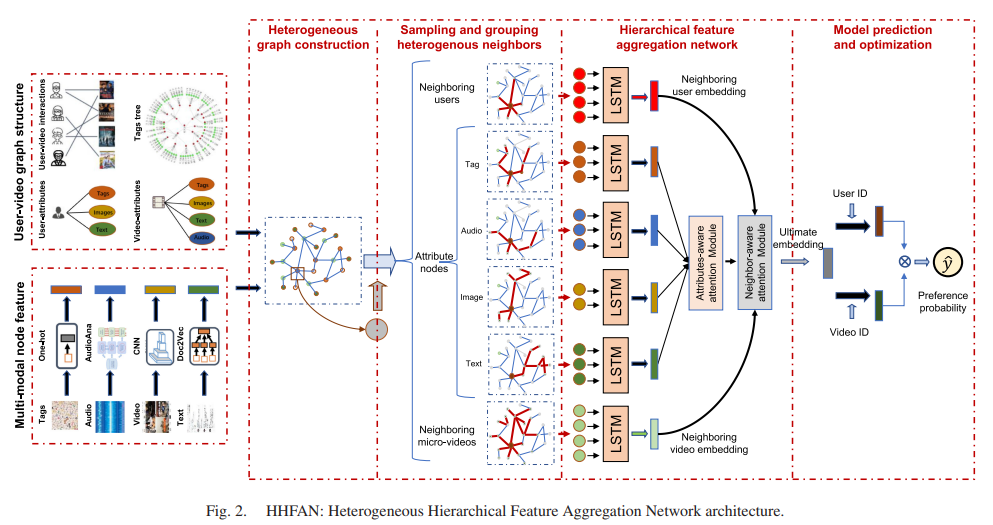 Heterogeneous
graph construction
Sampling and grouping
heterogenous neighbors
Hierarchical feature
aggregation network
Model prediction
and optimization
User-video graph structure
User-video interactions
Tags tree
User-attributes
Tags
Images
Text
Video-attributes
Tags
Images
Text
Audio
Multi-modal node feature
One-hot
AudioAna
CNN
Doc2Vec
Tags
Audio
Video
Text
Neighboring
users
Tag
Audio
Attribute
nodes
Image
Text
Neighboring
micro-videos
LSTM
LSTM
LSTM
LSTM
LSTM
LSTM
Neighboring
user embedding
Attributes-aware
attention Module
Neighbor-aware
attention Module
Neighboring
video embedding
Ultimate
embedding
User ID
Video ID
ŷ
Preference
probability
Fig. 2. HHFAN: Heterogeneous Hierarchical Feature Aggregation Network architecture.